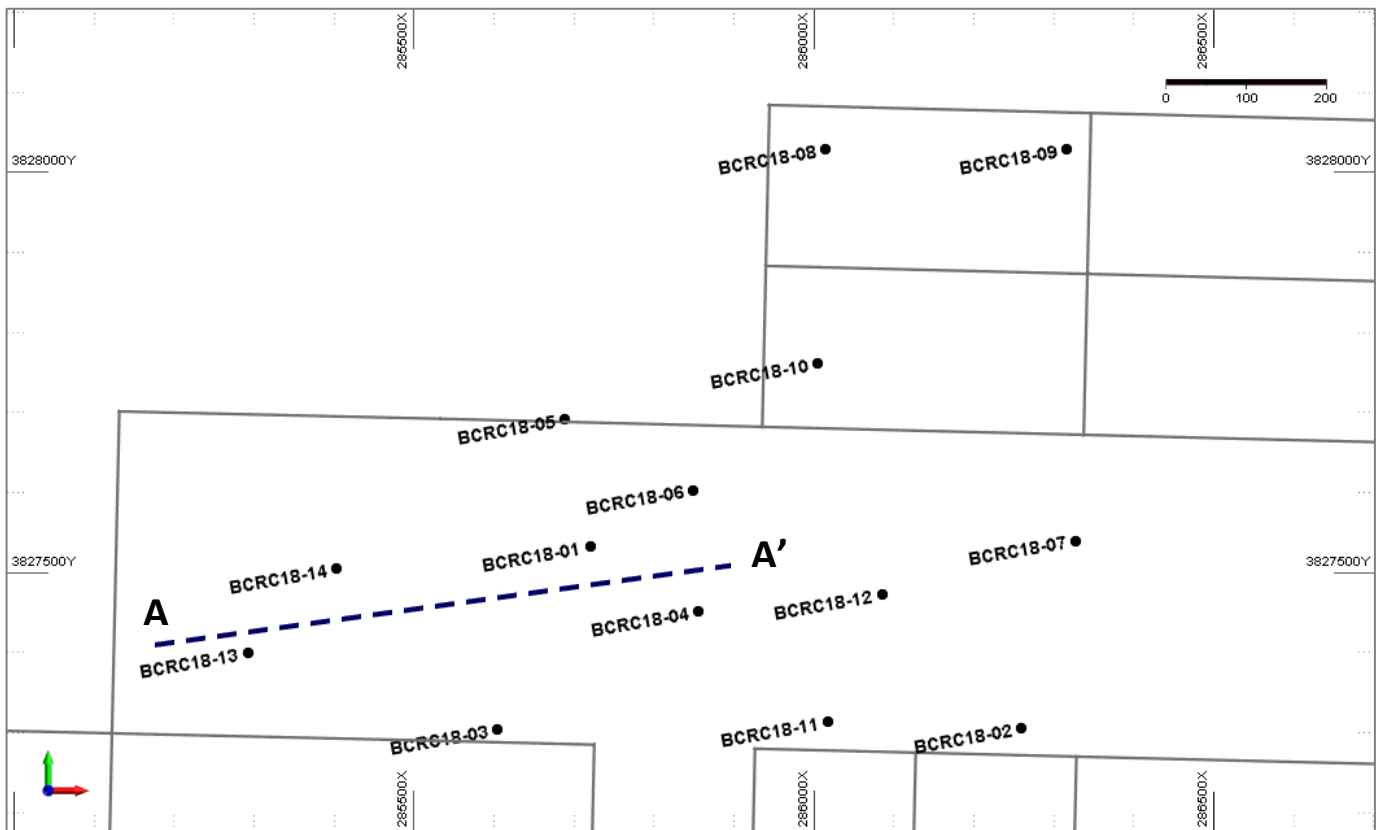 285500X
286000X
286500X
0 100 200
3828000Y
BCRC18-08
BCRC18-09
3828000Y
BCRC18-10
BCRC18-05
BCRC18-06
BCRC18-01
BCRC18-07
3827500Y
A’
3827500Y
BCRC18-14
A
BCRC18-04
BCRC18-12
BCRC18-13
BCRC18-03
BCRC18-11
BCRC18-02
285500X
286000X
286500X